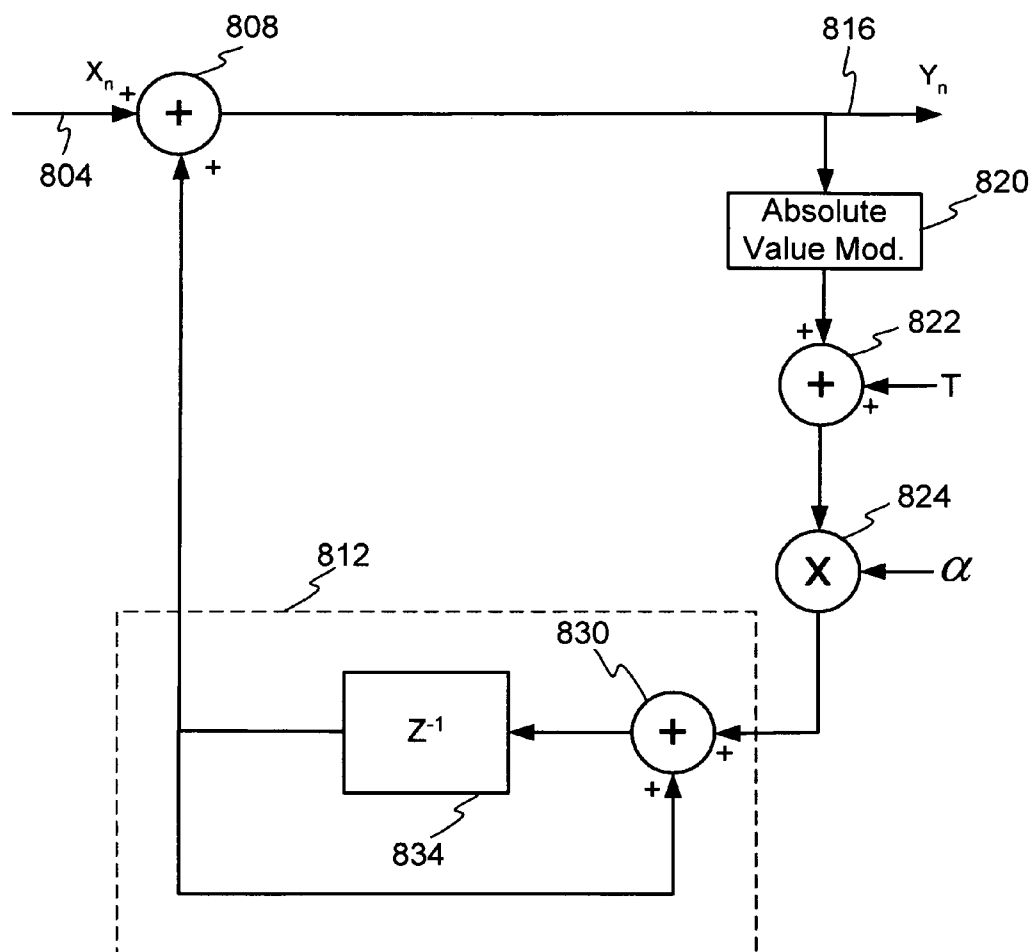 808
816
Xₙ
+
+
Yₙ
804
+
820
Absolute
Value Mod.
+
822
+
T
+
824
X
α
812
830
Z⁻¹
+
+
+
834